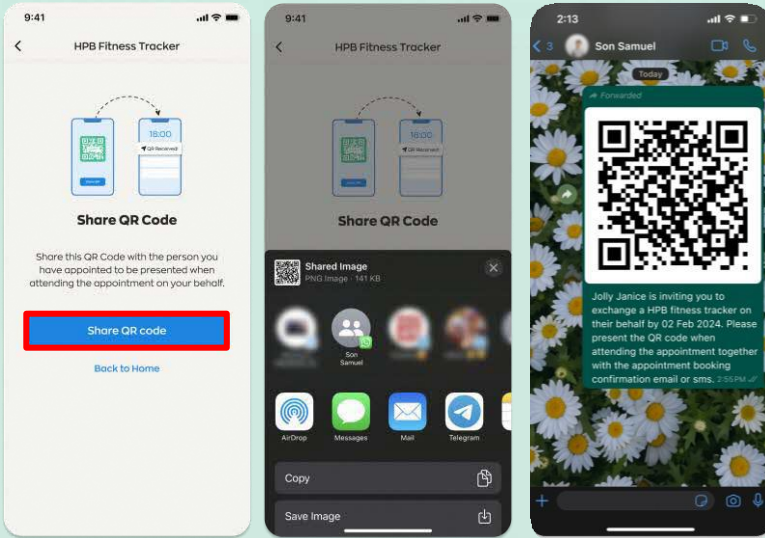 9:41
HPB Fitness Tracker
18:00
QR Received!
Share QR Code
Share this QR Code with the person you
have appointed to be presented when
attending the appointment on your behalf.
Share QR code
Back to Home
9:41
HPB Fitness Tracker
18:00
QR Received!
Share QR Code
Shared Image
PNG Image · 141 KB
Son
Samuel
AirDrop
Messages
Mail
Telegram
Copy
Save Image
2:13
3
Son Samuel
Today
Forwarded
Jolly Janice is inviting you to
exchange a HPB fitness tracker on
their behalf by 02 Feb 2024. Please
present the QR code when
attending the appointment together
with the appointment booking
confirmation email or sms. 2:55PM